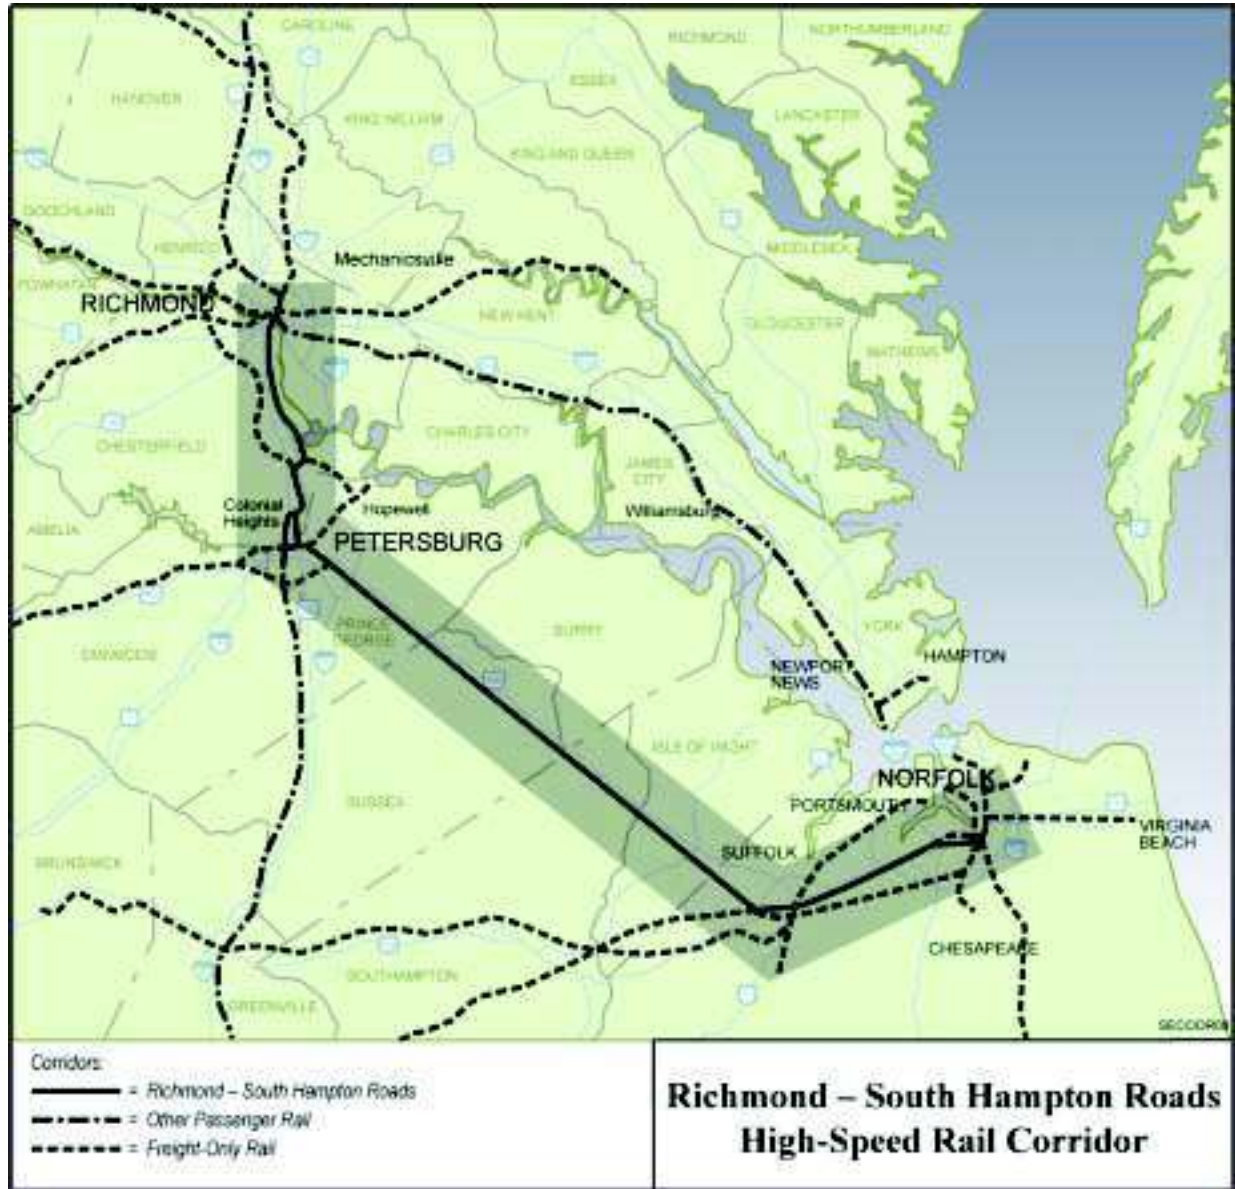 CAROLINE
RICHMOND
NORTHUMBERLAND
ESSEX
HANOVER
LANCASTER
KING WILLIAM
KING AND QUEEN
GOOCHLAND
HENRICO
MIDDLESEX
Mechanicsville
POWHATAN
RICHMOND
NEW KENT
GLOUCESTER
MATHEWS
CHESTERFIELD
CHARLES CITY
JAMES
CITY
Colonial
Heights
Hopewell
Williamsburg
AMELIA
PETERSBURG
PRINCE
GEORGE
SURRY
YORK
DINWIDDIE
HAMPTON
NEWPORT
NEWS
ISLE OF WIGHT
NORFOLK
SUSSEX
PORTSMOUTH
VIRGINIA
BEACH
SUFFOLK
BRUNSWICK
CHESAPEAKE
SOUTHAMPTON
GREENSVILLE
Corridors:
= Richmond – South Hampton Roads
= Other Passenger Rail
= Freight-Only Rail
Richmond – South Hampton Roads
High-Speed Rail Corridor